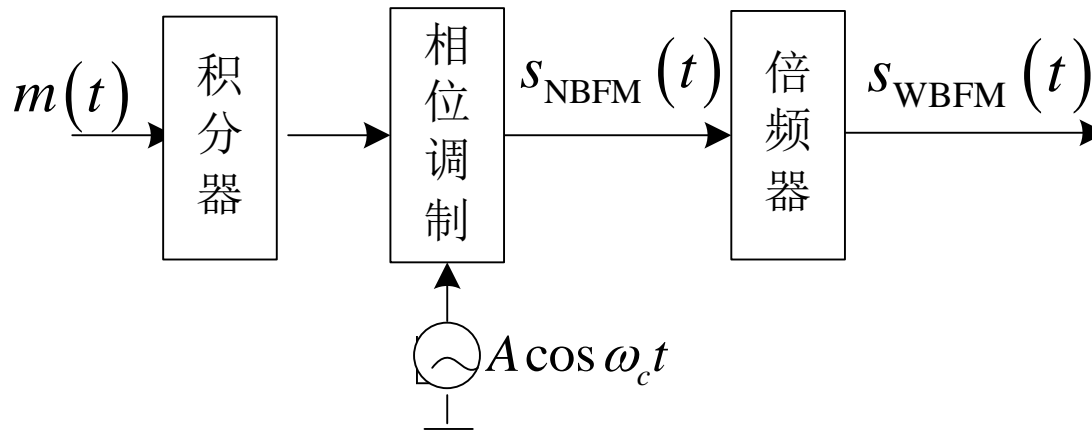 m(t)
积分器
相位调制
s_NBFM (t)
倍频器
s_WBFM (t)
A cos ω_c t